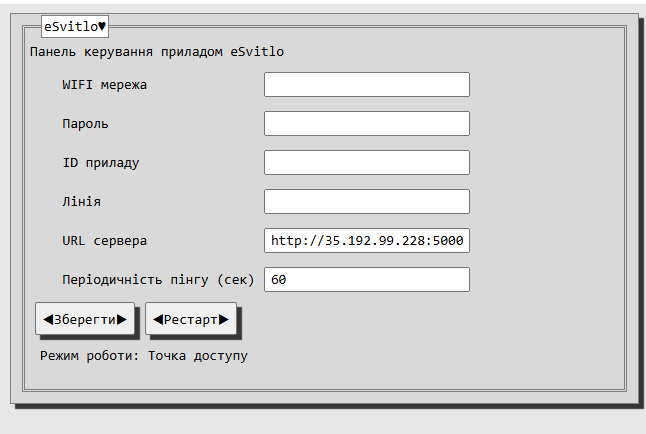 eSvitlo♥
Панель керування приладом eSvitlo
WIFI мережа
Пароль
ID приладу
Лінія
URL сервера http://35.192.99.228:5000
Періодичність пінгу (сек) 60
◀Зберегти▶ ◀Рестарт▶
Режим роботи: Точка доступу